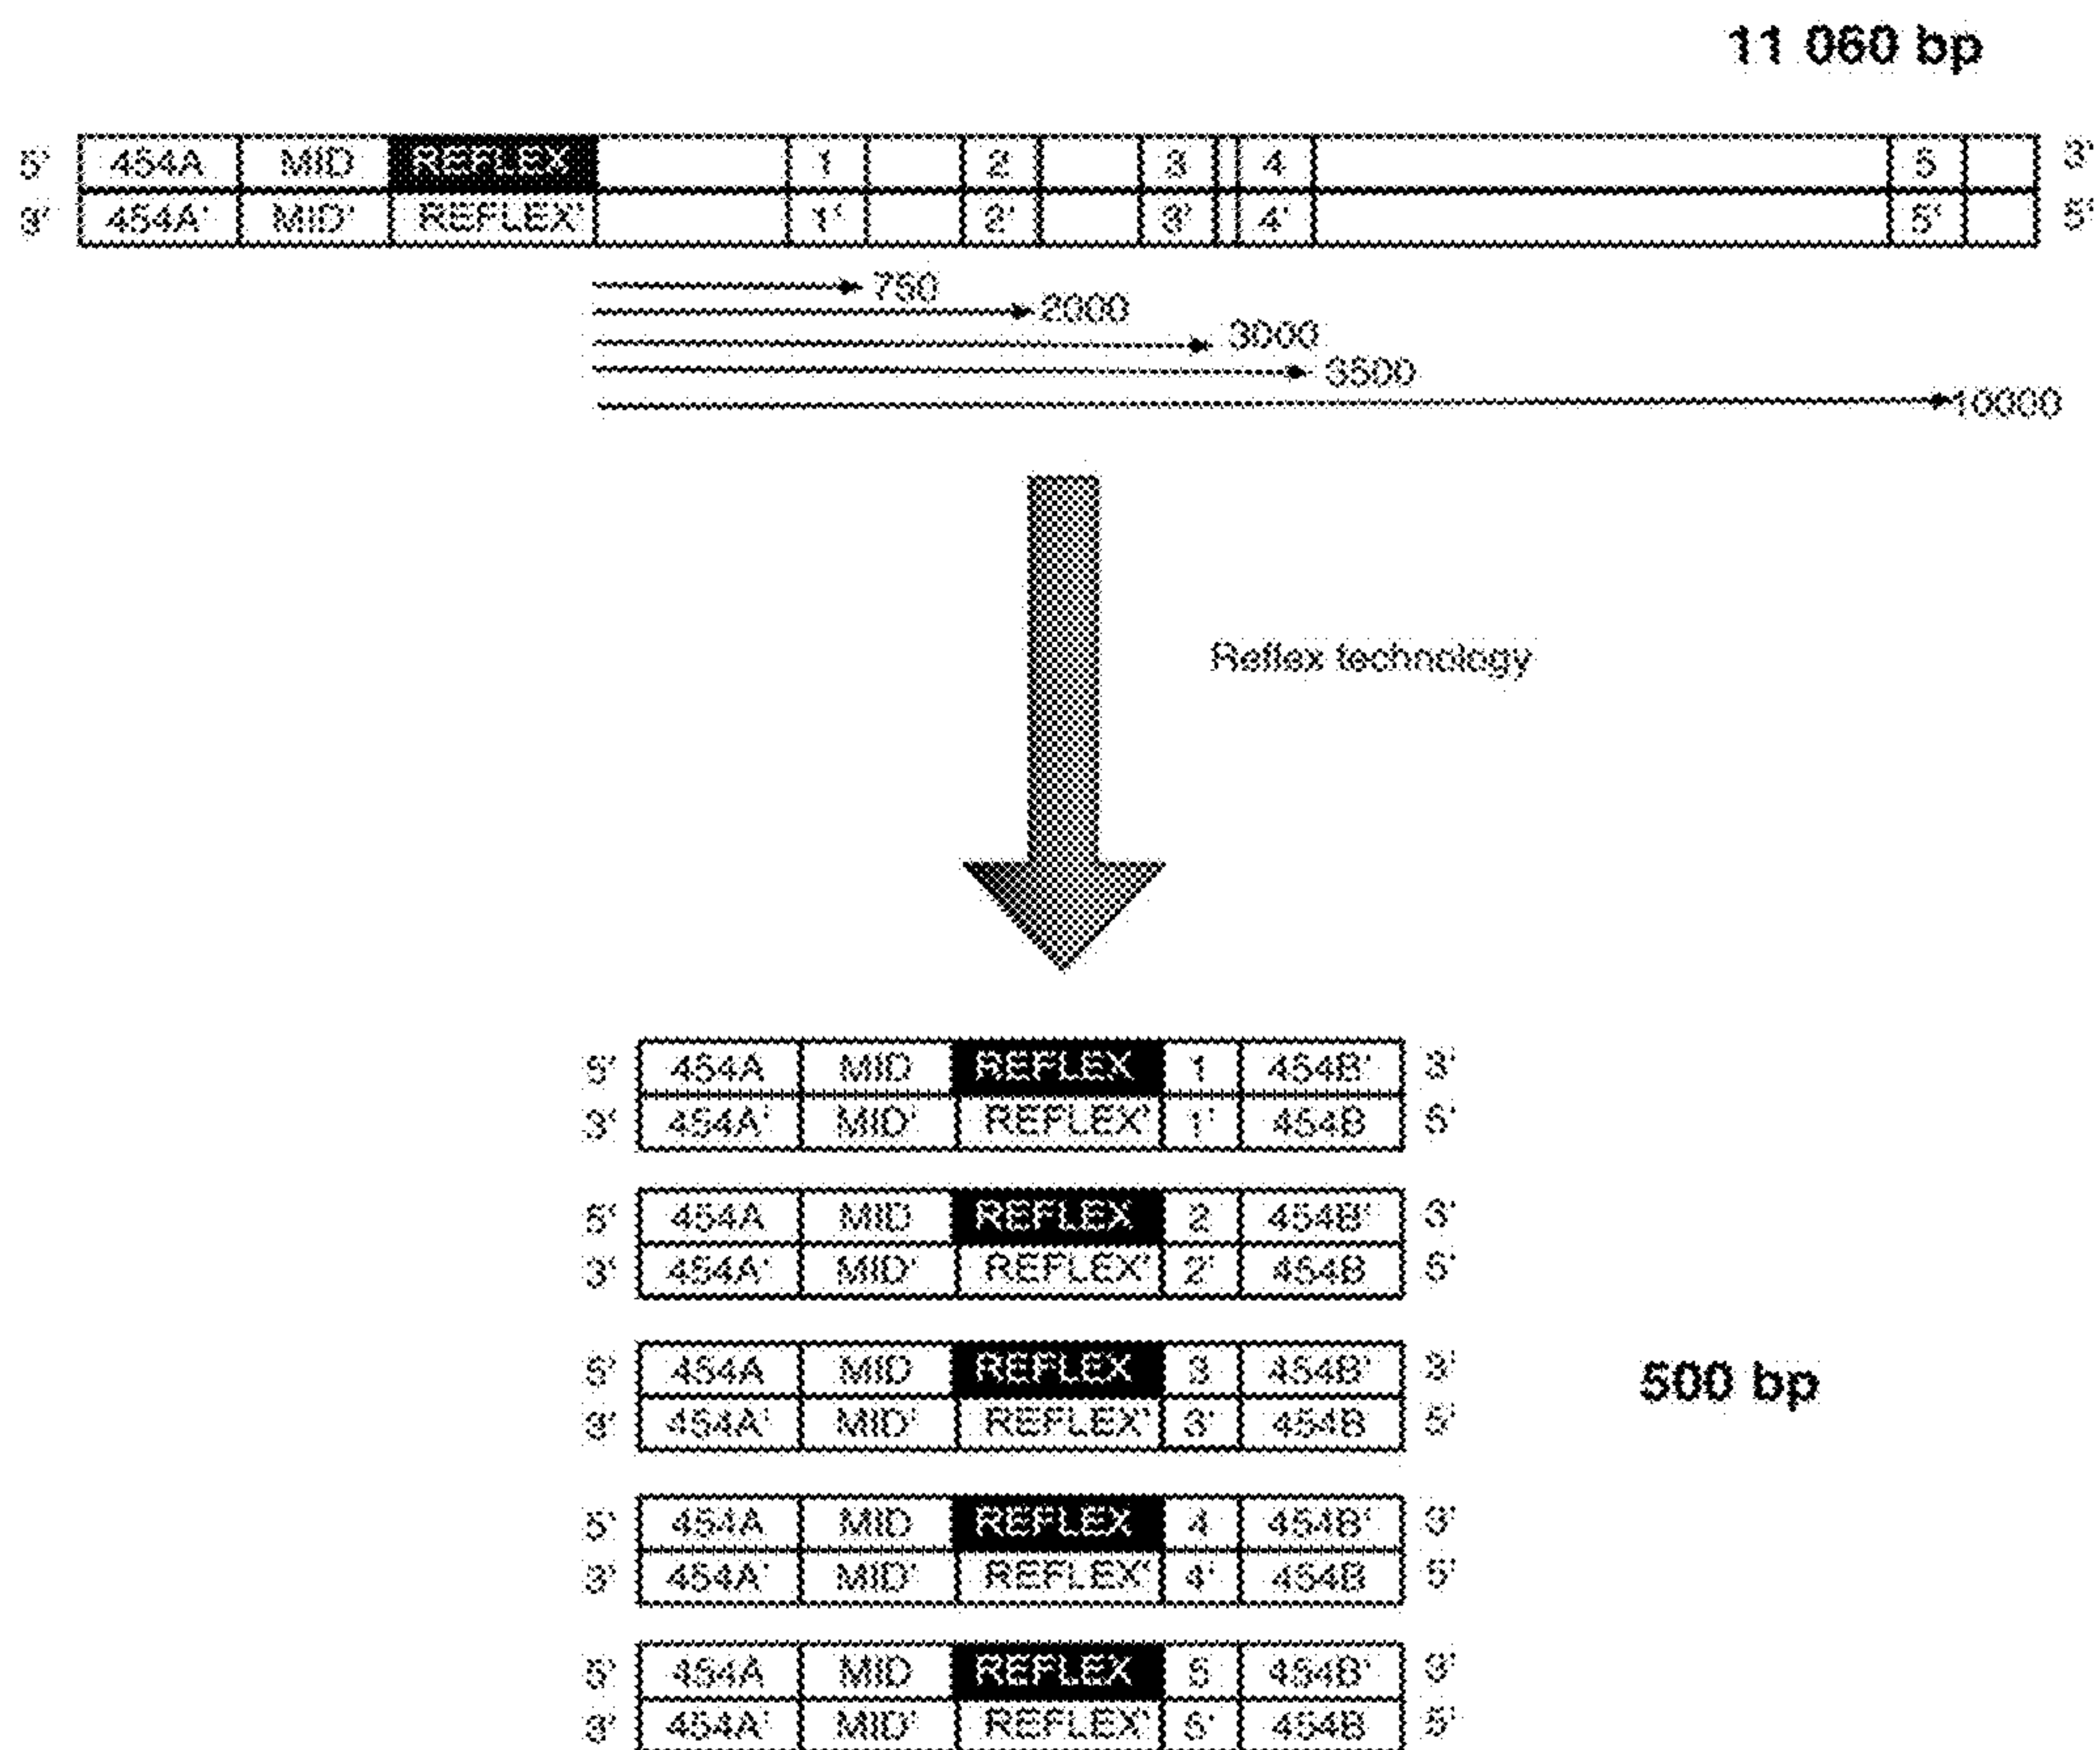 11 060 bp
5' 454A MID REFLEX 1 2 3 4 5 3'
3' 454A' MID' REFLEX' 1' 2' 3' 4' 5' 5'
750
2000
3000
3500
10000
Reflex technology
5' 454A MID REFLEX 1 454B' 3'
3' 454A' MID' REFLEX' 1' 454B 5'
5' 454A MID REFLEX 2 454B' 3'
3' 454A' MID' REFLEX' 2' 454B 5'
5' 454A MID REFLEX 3 454B' 3'
3' 454A' MID' REFLEX' 3' 454B 5'
500 bp
5' 454A MID REFLEX 4 454B' 3'
3' 454A' MID' REFLEX' 4' 454B 5'
5' 454A MID REFLEX 5 454B' 3'
3' 454A' MID' REFLEX' 5' 454B 5'